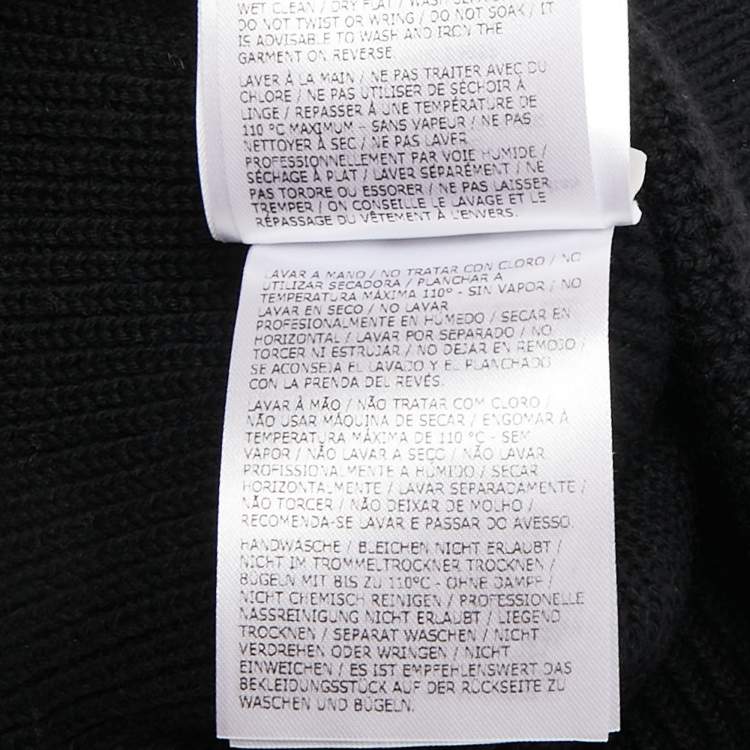 WET CLEAN / DRY FLAT / WASH
DO NOT TWIST OR WRING / DO NOT SOAK / IT
IS ADVISABLE TO WASH AND IRON THE
GARMENT ON REVERSE.
LAVER À LA MAIN / NE PAS TRAITER AVEC DU
CHLORE / NE PAS UTILISER DE SÉCHOIR À
LINGE / REPASSER À UNE TEMPÉRATURE DE
110 °C MAXIMUM - SANS VAPEUR / NE PAS
NETTOYER À SEC / NE PAS LAVER
PROFESSIONNELLEMENT PAR VOIE HUMIDE /
SÉCHAGE À PLAT / LAVER SÉPARÉMENT / NE
PAS TORDRE OU ESSORER / NE PAS LAISSER
TREMPER / ON CONSEILLE LE LAVAGE ET LE
REPASSAGE DU VÊTEMENT À L'ENVERS.
LAVAR A MANO / NO TRATAR CON CLORO / NO
UTILIZAR SECADORA / PLANCHAR A
TEMPERATURA MÁXIMA 110° - SIN VAPOR / NO
LAVAR EN SECO / NO LAVAR
PROFESIONALMENTE EN HÚMEDO / SECAR EN
HORIZONTAL / LAVAR POR SEPARADO / NO
TORCER NI ESTRUJAR / NO DEJAR EN REMOJO /
SE ACONSEJA EL LAVADO Y EL PLANCHADO
CON LA PRENDA DEL REVÉS.
LAVAR À MÃO / NÃO TRATAR COM CLORO /
NÃO USAR MÁQUINA DE SECAR / ENGOMAR À
TEMPERATURA MÁXIMA DE 110 °C - SEM
VAPOR / NÃO LAVAR A SECO / NÃO LAVAR
PROFISSIONALMENTE A HÚMIDO / SECAR
HORIZONTALMENTE / LAVAR SEPARADAMENTE /
NÃO TORCER / NÃO DEIXAR DE MOLHO /
RECOMENDA-SE LAVAR E PASSAR DO AVESSO.
HANDWÄSCHE / BLEICHEN NICHT ERLAUBT /
NICHT IM TROMMELTROCKNER TROCKNEN /
BÜGELN MIT BIS ZU 110°C - OHNE DAMPF /
NICHT CHEMISCH REINIGEN / PROFESSIONELLE
NASSREINIGUNG NICHT ERLAUBT / LIEGEND
TROCKNEN / SEPARAT WASCHEN / NICHT
VERDREHEN ODER WRINGEN / NICHT
EINWEICHEN / ES IST EMPFEHLENSWERT DAS
BEKLEIDUNGSSTÜCK AUF DER RÜCKSEITE ZU
WASCHEN UND BÜGELN.